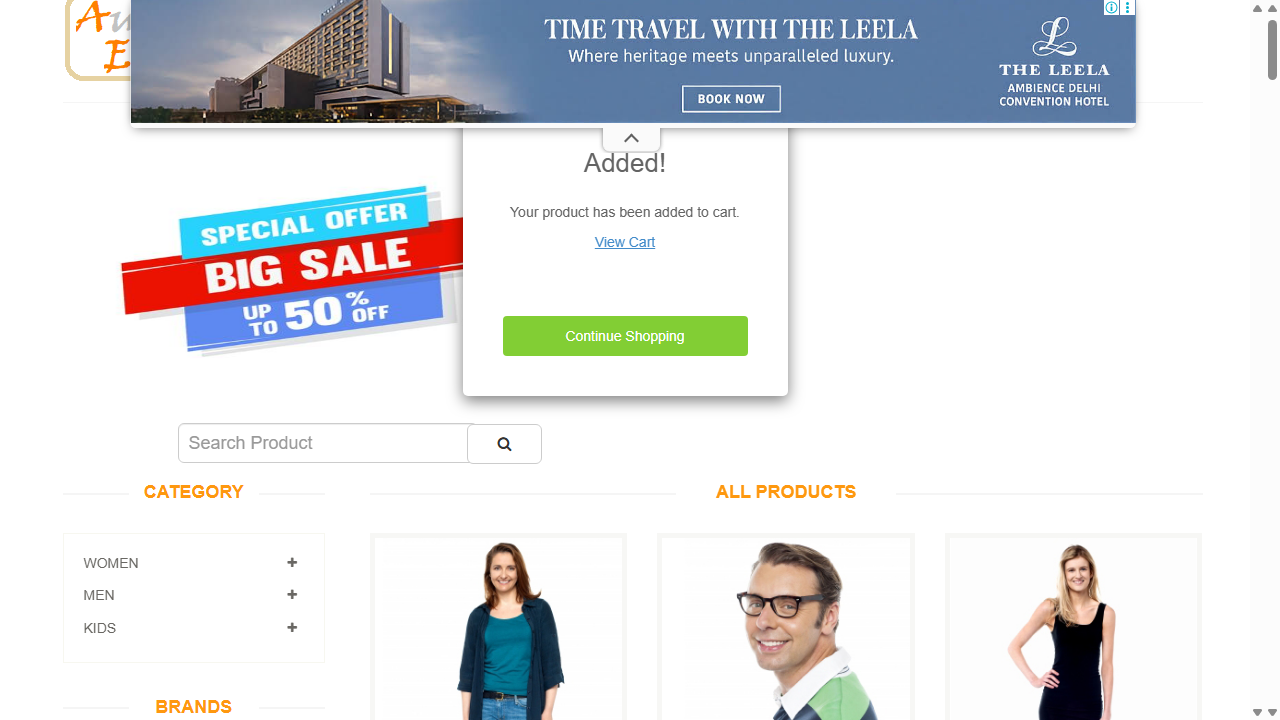 TIME TRAVEL WITH THE LEELA
Where heritage meets unparalleled luxury.
BOOK NOW
THE LEELA
AMBIENCE DELHI
CONVENTION HOTEL
Added!
Your product has been added to cart.
View Cart
Continue Shopping
SPECIAL OFFER
BIG SALE
UP TO 50% OFF
Search Product
CATEGORY
WOMEN
MEN
KIDS
BRANDS
ALL PRODUCTS